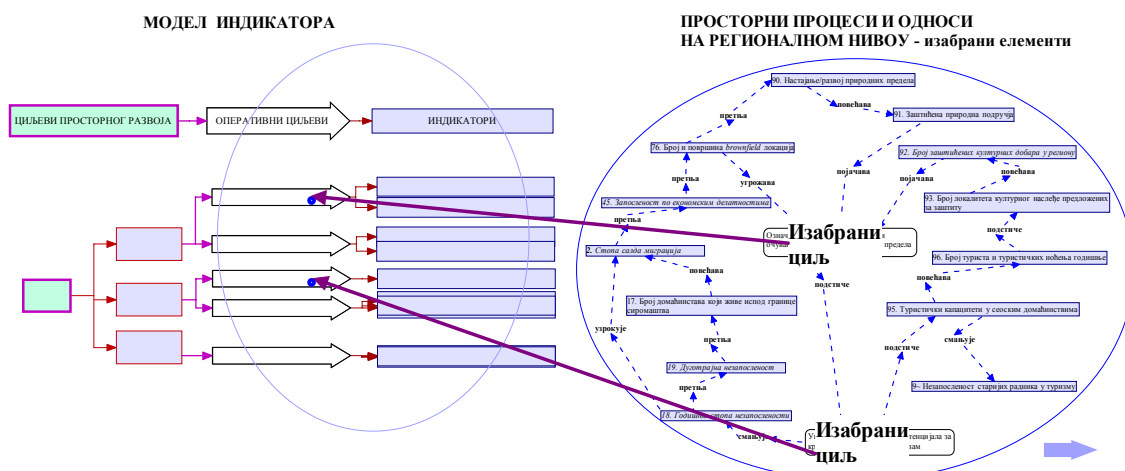 МОДЕЛ ИНДИКАТОРА
ЦИЉЕВИ ПРОСТОРНОГ РАЗВОЈА
ОПЕРАТИВНИ ЦИЉЕВИ
ИНДИКАТОРИ
ПРОСТОРНИ ПРОЦЕСИ И ОДНОСИ
НА РЕГИОНАЛНОМ НИВОУ - изабрани елементи
90. Настајање/развој природних предела
повећава
91. Заштићена природна подручја
претња
76. Број и површина brownfield локација
92. Број заштићених културних добара у региону
појачава
појачава
повећава
претња
угрожава
45. Запосленост по економским делатностима
93. Број локалитета културног наслеђе предложених
за заштиту
претња
Изабрани
циљ
предела
подстиче
2. Стопа салда миграција
96. Број туриста и туристичких ноћења годишње
повећава
повећава
подстиче
17. Број домаћинстава који живе испод границе
сиромаштва
95. Туристички капацитети у сеоским домаћинствима
узрокује
претња
подстиче
смањује
19. Дуготрајна незапосленост
претња
9~ Незапосленост старијих радника у туризму
18. Годишња стопа незапослености
смањује
Изабрани
циљ
за